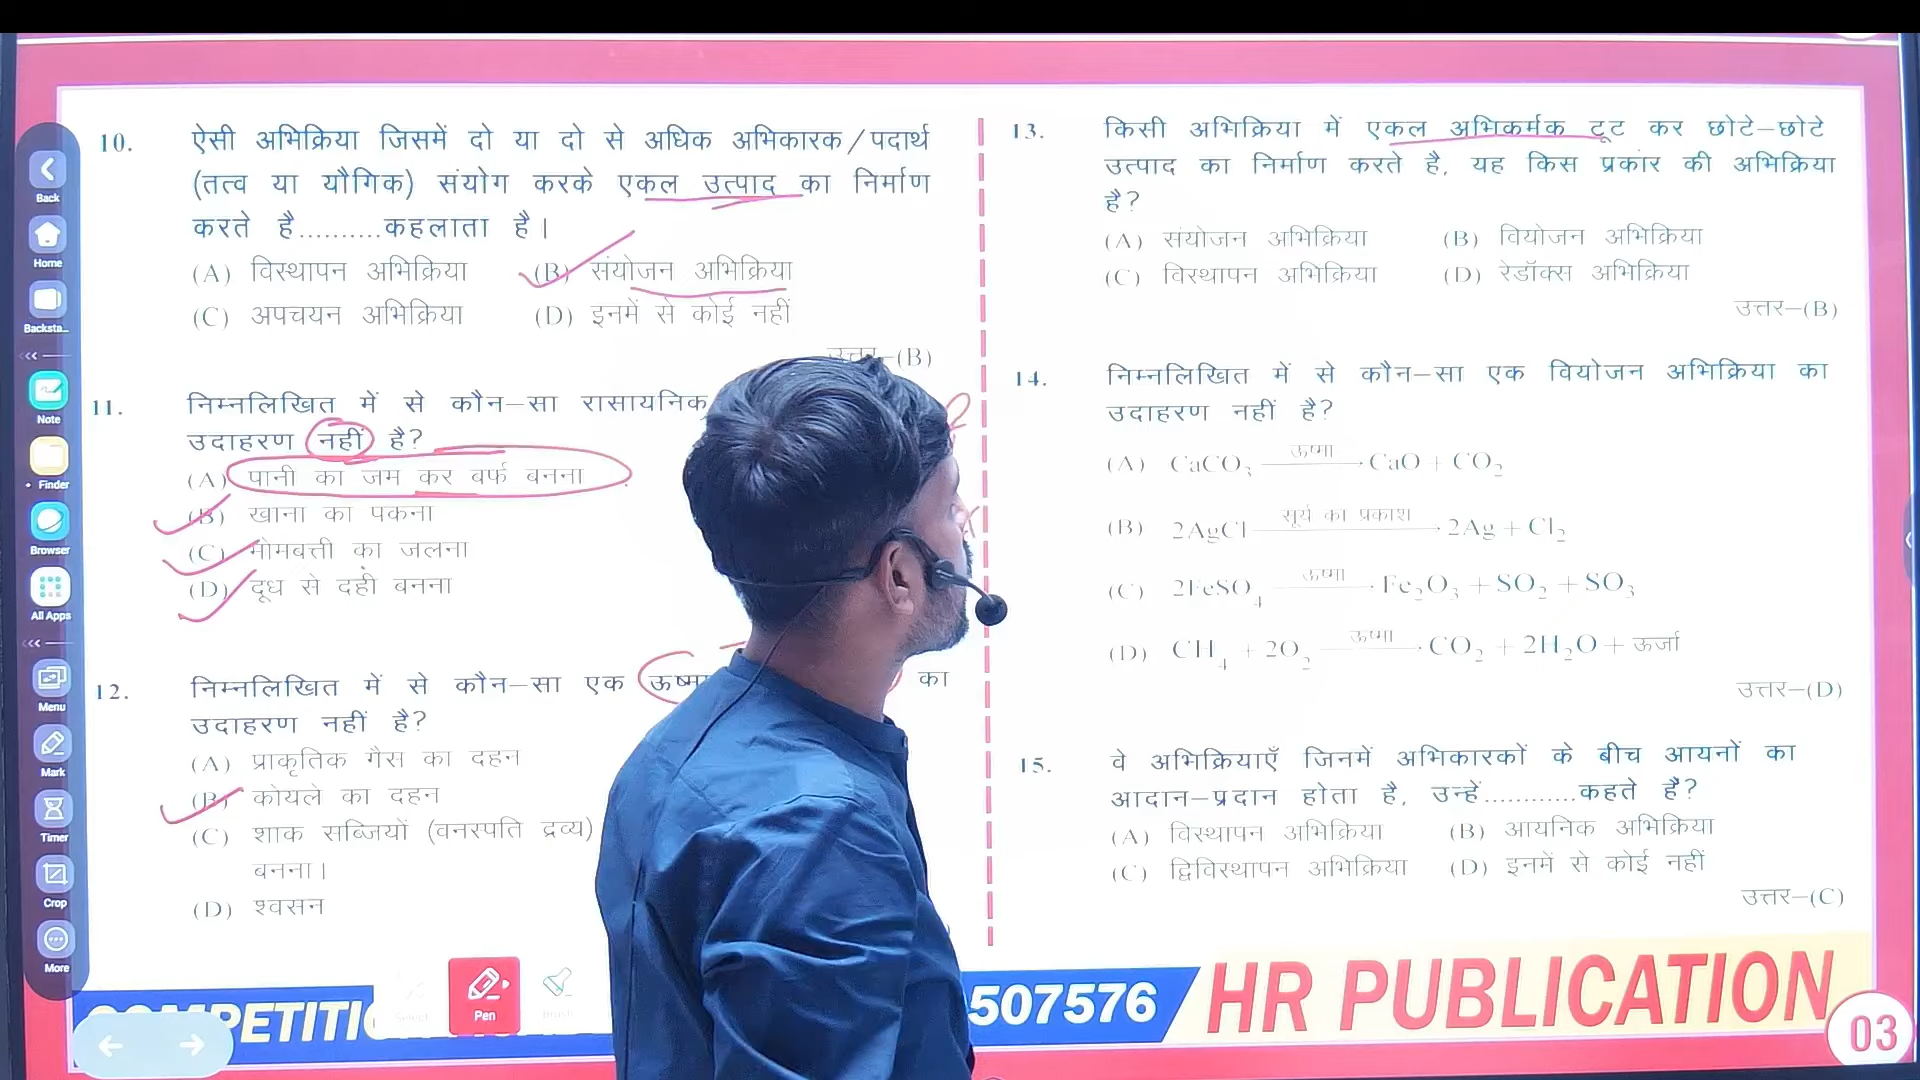 Back
Home
Backsta...
Note
Finder
Browser
All Apps
Menu
Mark
Timer
Crop
More
10. ऐसी अभिक्रिया जिसमें दो या दो से अधिक अभिकारक/पदार्थ
(तत्व या यौगिक) संयोग करके एकल उत्पाद का निर्माण
करते है..........कहलाता है।
(A) विस्थापन अभिक्रिया (B) संयोजन अभिक्रिया
(C) अपचयन अभिक्रिया (D) इनमें से कोई नहीं
उत्तर–(B)
11. निम्नलिखित में से कौन–सा रासायनिक
उदाहरण नहीं है?
(A) पानी का जम कर बर्फ बनना
(B) खाना का पकना
(C) मोमबत्ती का जलना
(D) दूध से दही बनना
12. निम्नलिखित में से कौन–सा एक का
उदाहरण नहीं है?
(A) प्राकृतिक गैस का दहन
(B) कोयले का दहन
(C) शाक सब्जियों (वनस्पति द्रव्य)
बनना।
(D) श्वसन
13. किसी अभिक्रिया में एकल अभिकर्मक टूट कर छोटे–छोटे
उत्पाद का निर्माण करते है, यह किस प्रकार की अभिक्रिया
है?
(A) संयोजन अभिक्रिया (B) वियोजन अभिक्रिया
(C) विस्थापन अभिक्रिया (D) रेडॉक्स अभिक्रिया
उत्तर–(B)
14. निम्नलिखित में से कौन–सा एक वियोजन अभिक्रिया का
उदाहरण नहीं है?
(A) CaCO₃ —ऊष्मा→ CaO + CO₂
(B) 2AgCl —सूर्य का प्रकाश→ 2Ag + Cl₂
(C) 2FeSO₄ —ऊष्मा→ Fe₂O₃ + SO₂ + SO₃
(D) CH₄ + 2O₂ —ऊष्मा→ CO₂ + 2H₂O + ऊर्जा
उत्तर–(D)
15. वे अभिक्रियाएँ जिनमें अभिकारकों के बीच आयनों का
आदान–प्रदान होता है, उन्हें............कहते हैं?
(A) विस्थापन अभिक्रिया (B) आयनिक अभिक्रिया
(C) द्विविस्थापन अभिक्रिया (D) इनमें से कोई नहीं
उत्तर–(C)
Select Pen Brush
507576 HR PUBLICATION
03